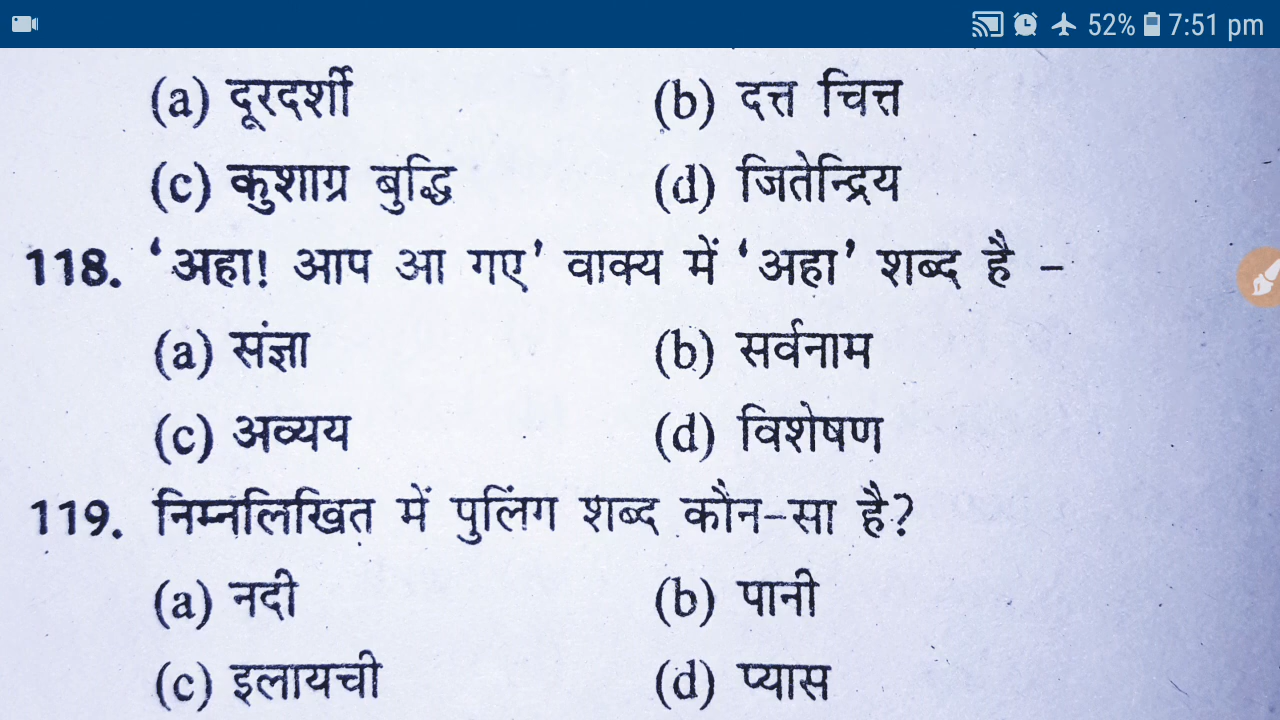 52% 7:51 pm
(a) दूरदर्शी (b) दत्त चित्त
(c) कुशाग्र बुद्धि (d) जितेन्द्रिय
118. ‘अहा! आप आ गए’ वाक्य में ‘अहा’ शब्द है –
(a) संज्ञा (b) सर्वनाम
(c) अव्यय (d) विशेषण
119. निम्नलिखित में पुलिंग शब्द कौन-सा है?
(a) नदी (b) पानी
(c) इलायची (d) प्यास